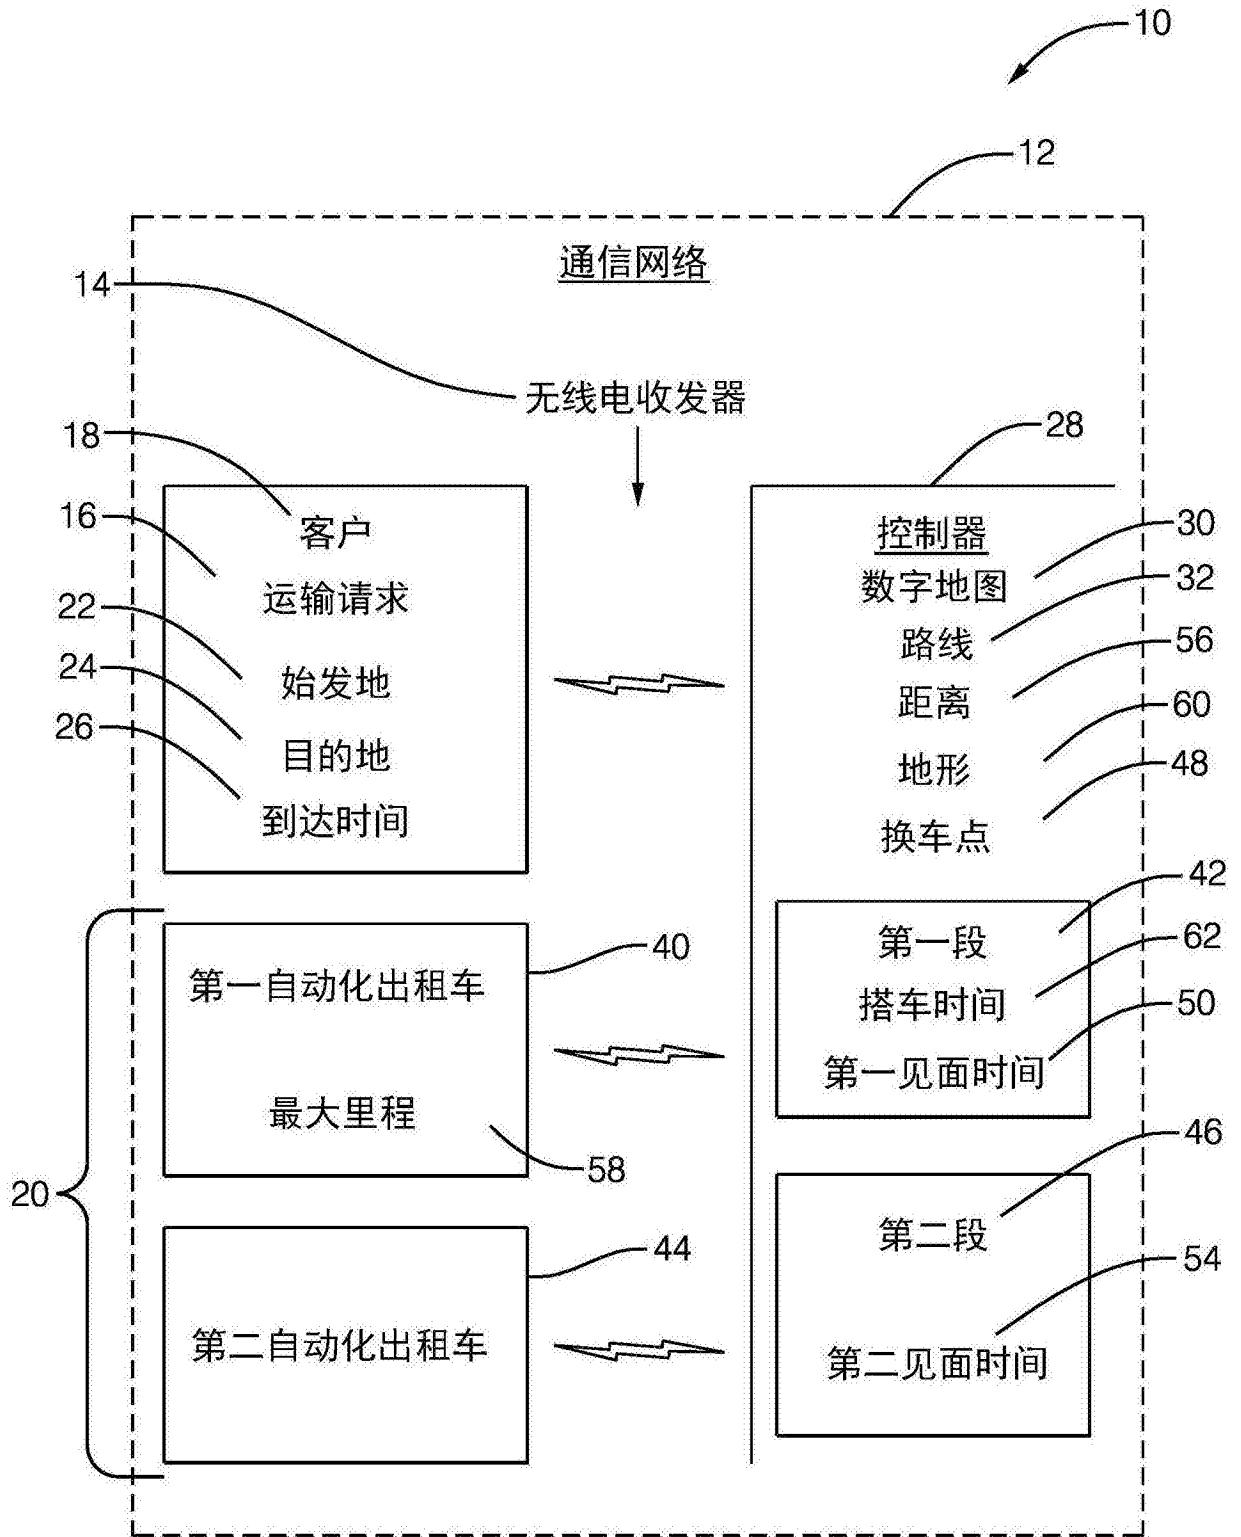 10
12
通信网络
14
无线电收发器
18
28
客户
控制器
16
30
运输请求
数字地图
32
22
路线
56
始发地
24
距离
60
26
目的地
地形
48
到达时间
换车点
42
第一段
62
40
第一自动化出租车
搭车时间
50
第一见面时间
最大里程
58
46
20
第二段
44
54
第二自动化出租车
第二见面时间